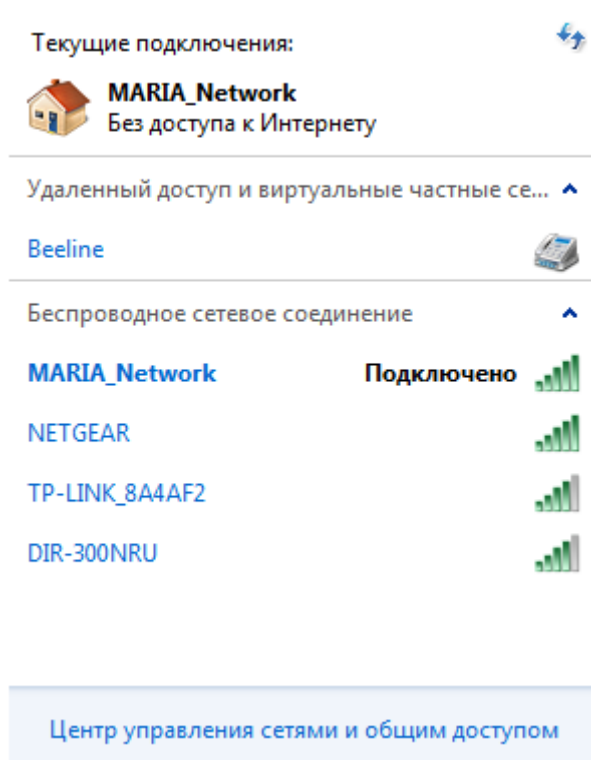 Текущие подключения:
MARIA_Network
Без доступа к Интернету
Удаленный доступ и виртуальные частные се...
Beeline
Беспроводное сетевое соединение
MARIA_Network Подключено
NETGEAR
TP-LINK_8A4AF2
DIR-300NRU
Центр управления сетями и общим доступом